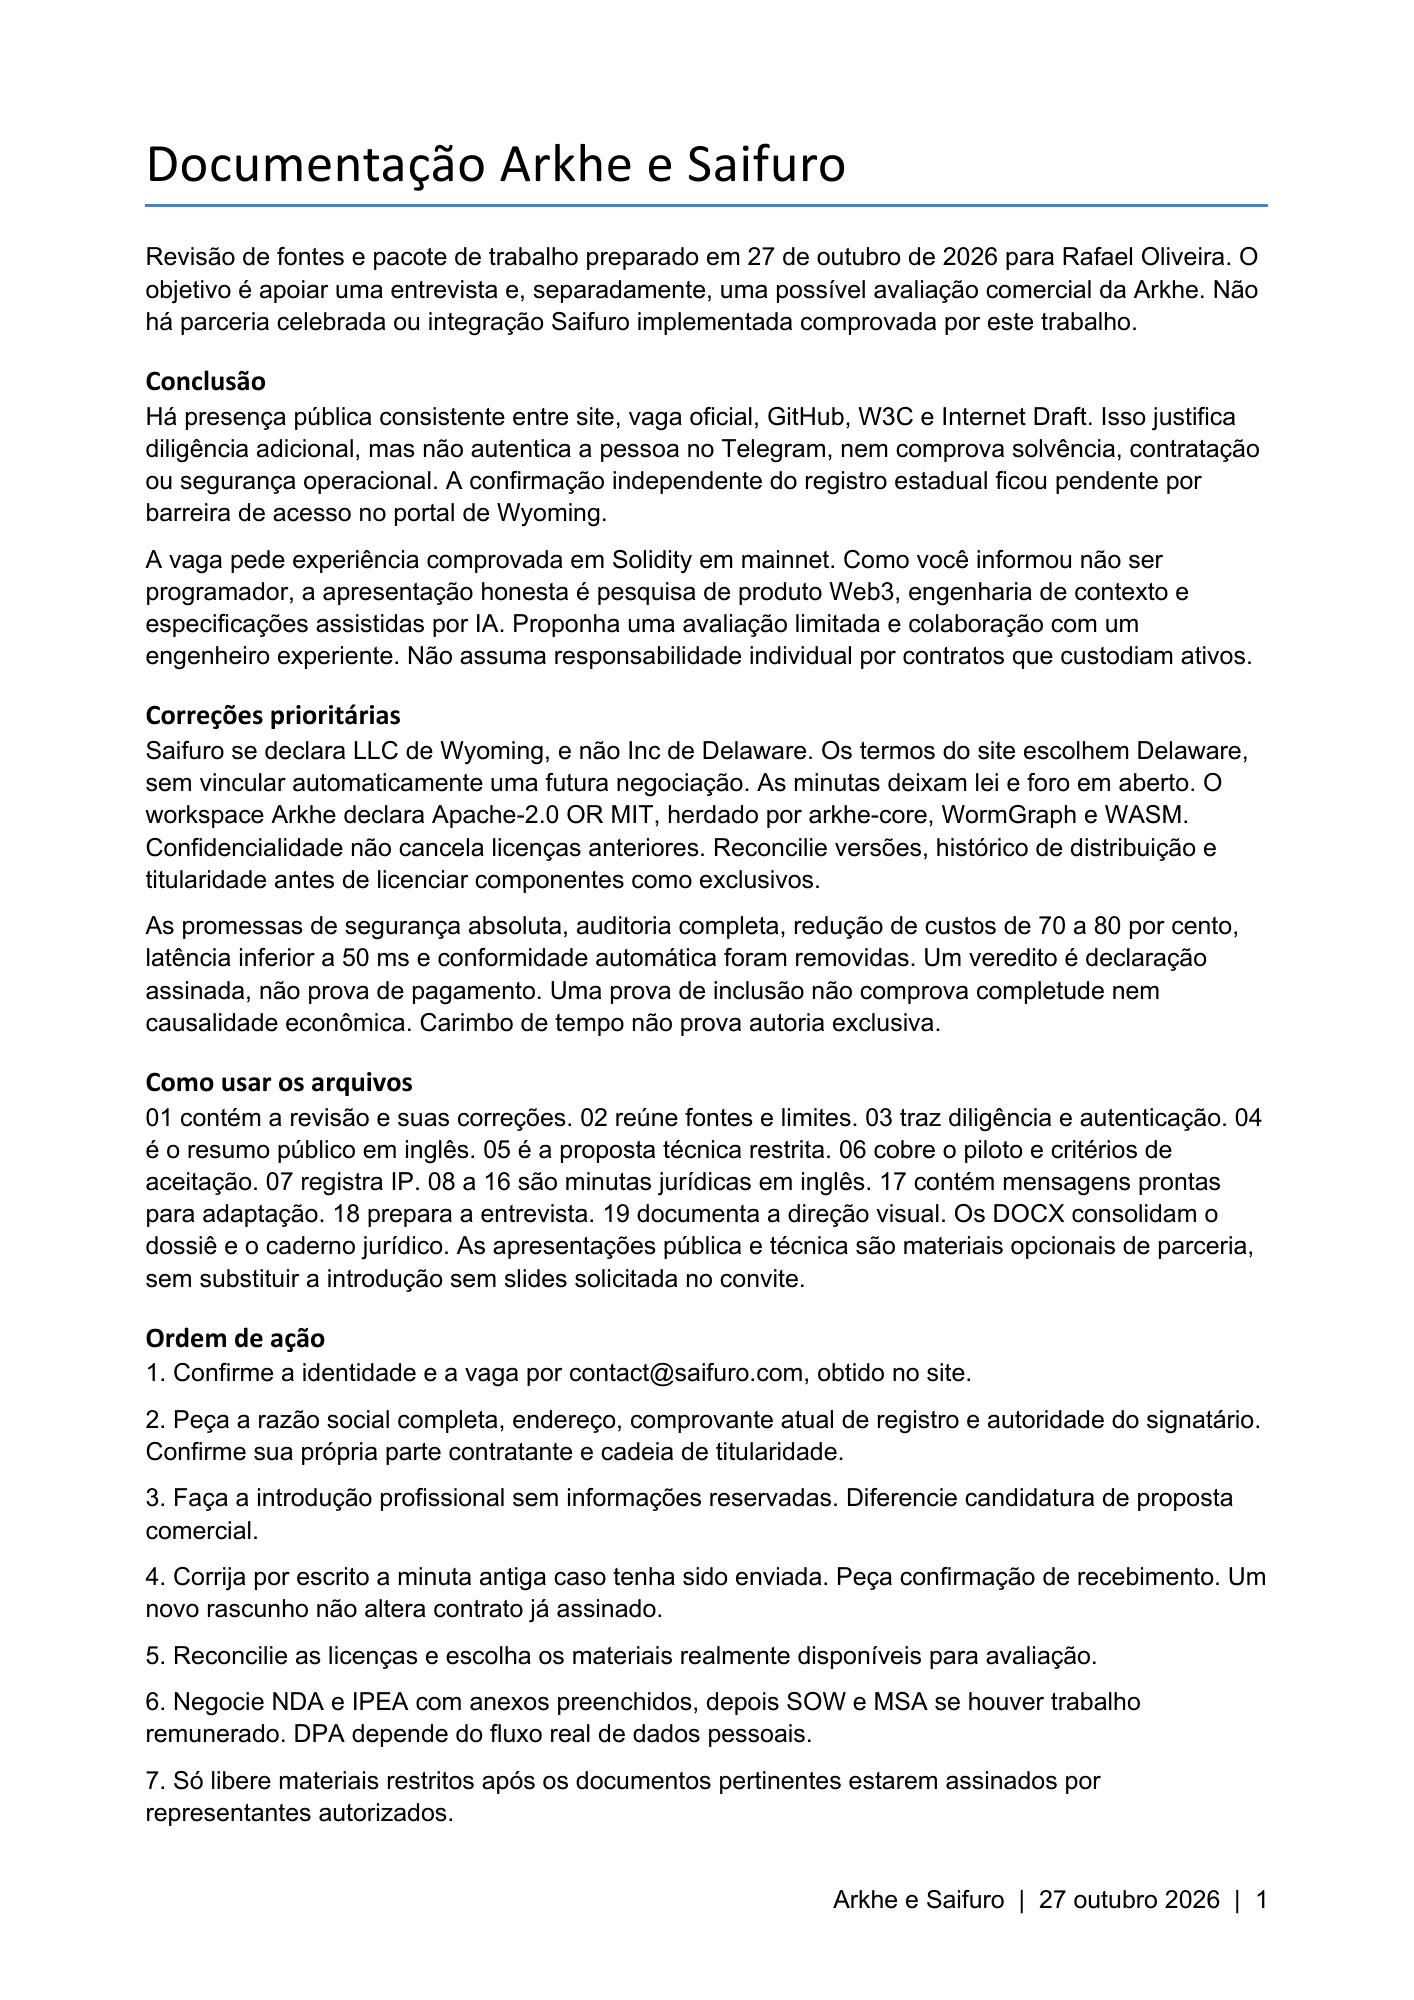 Documentação Arkhe e Saifuro
Revisão de fontes e pacote de trabalho preparado em 27 de outubro de 2026 para Rafael Oliveira. O
objetivo é apoiar uma entrevista e, separadamente, uma possível avaliação comercial da Arkhe. Não
há parceria celebrada ou integração Saifuro implementada comprovada por este trabalho.
Conclusão
Há presença pública consistente entre site, vaga oficial, GitHub, W3C e Internet Draft. Isso justifica
diligência adicional, mas não autentica a pessoa no Telegram, nem comprova solvência, contratação
ou segurança operacional. A confirmação independente do registro estadual ficou pendente por
barreira de acesso no portal de Wyoming.
A vaga pede experiência comprovada em Solidity em mainnet. Como você informou não ser
programador, a apresentação honesta é pesquisa de produto Web3, engenharia de contexto e
especificações assistidas por IA. Proponha uma avaliação limitada e colaboração com um
engenheiro experiente. Não assuma responsabilidade individual por contratos que custodiam ativos.
Correções prioritárias
Saifuro se declara LLC de Wyoming, e não Inc de Delaware. Os termos do site escolhem Delaware,
sem vincular automaticamente uma futura negociação. As minutas deixam lei e foro em aberto. O
workspace Arkhe declara Apache-2.0 OR MIT, herdado por arkhe-core, WormGraph e WASM.
Confidencialidade não cancela licenças anteriores. Reconcilie versões, histórico de distribuição e
titularidade antes de licenciar componentes como exclusivos.
As promessas de segurança absoluta, auditoria completa, redução de custos de 70 a 80 por cento,
latência inferior a 50 ms e conformidade automática foram removidas. Um veredito é declaração
assinada, não prova de pagamento. Uma prova de inclusão não comprova completude nem
causalidade econômica. Carimbo de tempo não prova autoria exclusiva.
Como usar os arquivos
01 contém a revisão e suas correções. 02 reúne fontes e limites. 03 traz diligência e autenticação. 04
é o resumo público em inglês. 05 é a proposta técnica restrita. 06 cobre o piloto e critérios de
aceitação. 07 registra IP. 08 a 16 são minutas jurídicas em inglês. 17 contém mensagens prontas
para adaptação. 18 prepara a entrevista. 19 documenta a direção visual. Os DOCX consolidam o
dossiê e o caderno jurídico. As apresentações pública e técnica são materiais opcionais de parceria,
sem substituir a introdução sem slides solicitada no convite.
Ordem de ação
1. Confirme a identidade e a vaga por contact@saifuro.com, obtido no site.
2. Peça a razão social completa, endereço, comprovante atual de registro e autoridade do signatário.
Confirme sua própria parte contratante e cadeia de titularidade.
3. Faça a introdução profissional sem informações reservadas. Diferencie candidatura de proposta
comercial.
4. Corrija por escrito a minuta antiga caso tenha sido enviada. Peça confirmação de recebimento. Um
novo rascunho não altera contrato já assinado.
5. Reconcilie as licenças e escolha os materiais realmente disponíveis para avaliação.
6. Negocie NDA e IPEA com anexos preenchidos, depois SOW e MSA se houver trabalho
remunerado. DPA depende do fluxo real de dados pessoais.
7. Só libere materiais restritos após os documentos pertinentes estarem assinados por
representantes autorizados.
Arkhe e Saifuro | 27 outubro 2026 | 1